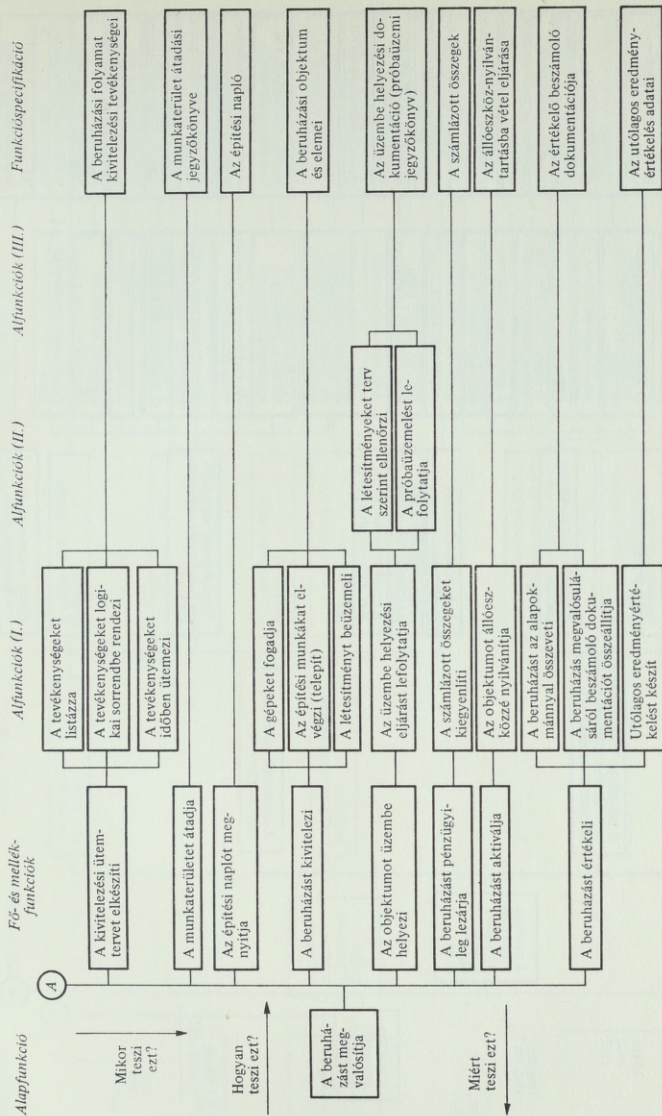 Alapfunkció
Fő- és mellék-
funkciók
Alfunkciók (I.)
Alfunkciók (II.)
Alfunkciók (III.)
Funkcióspecifikáció
Mikor
teszi
ezt?
Hogyan
teszi ezt?
A beruhá-
zást meg-
valósítja
Miért
teszi ezt?
A
A kivitelezési ütem-
tervet elkészíti
A tevékenységeket
listázza
A tevékenységeket logi-
kai sorrendbe rendezi
A tevékenységeket
időben ütemezi
A beruházási folyamat
kivitelezési tevékenységei
A munkaterületet átadja
A munkaterület átadási
jegyzőkönyve
Az építési naplót meg-
nyitja
Az építési napló
A beruházást kivitelezi
A gépeket fogadja
Az építési munkákat el-
végzi (telepít)
A létesítményt beüzemeli
A beruházási objektum
és elemei
Az objektumot üzembe
helyezi
Az üzembe helyezési
eljárást lefolytatja
A létesítményeket terv
szerint ellenőrzi
A próbaüzemelést le-
folytatja
Az üzembe helyezési do-
kumentáció (próbaüzemi
jegyzőkönyv)
A beruházást pénzügyi-
leg lezárja
A számlázott összegeket
kiegyenlíti
A számlázott összegek
A beruházást aktiválja
Az objektumot állóesz-
közzé nyilvánítja
Az állóeszköz-nyilván-
tartásba vétel eljárása
A beruhazást értékeli
A beruházást az alapok-
mánnyal összeveti
A beruházás megvalósulá-
sáról beszámoló doku-
mentációt összeállítja
Az értékelő beszámoló
dokumentációja
Utólagos eredményérté-
kelést készít
Az utólagos eredmény-
értékelés adatai